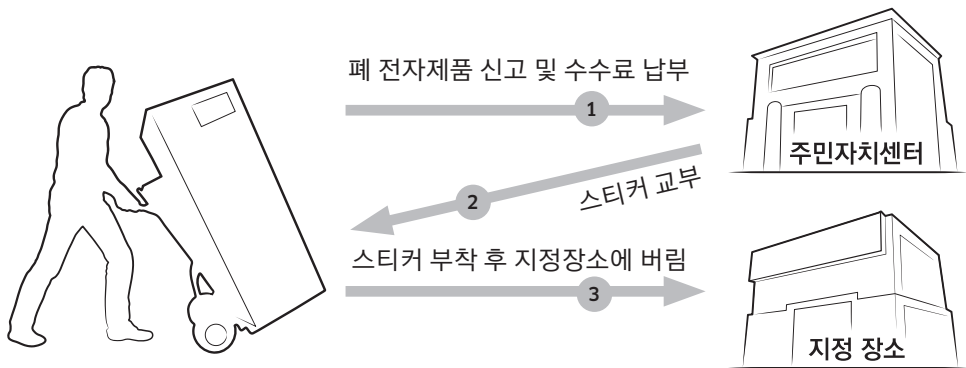 폐 전자제품 신고 및 수수료 납부
1
주민자치센터
2
스티커 교부
스티커 부착 후 지정장소에 버림
3
지정 장소